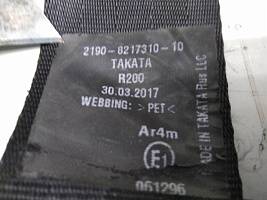 2190-8217310-10
TAKATA
R200
30.03.2017
WEBBING: >PET<
Ar4m
E1
061296
MADE IN TAKATA Rus LLC